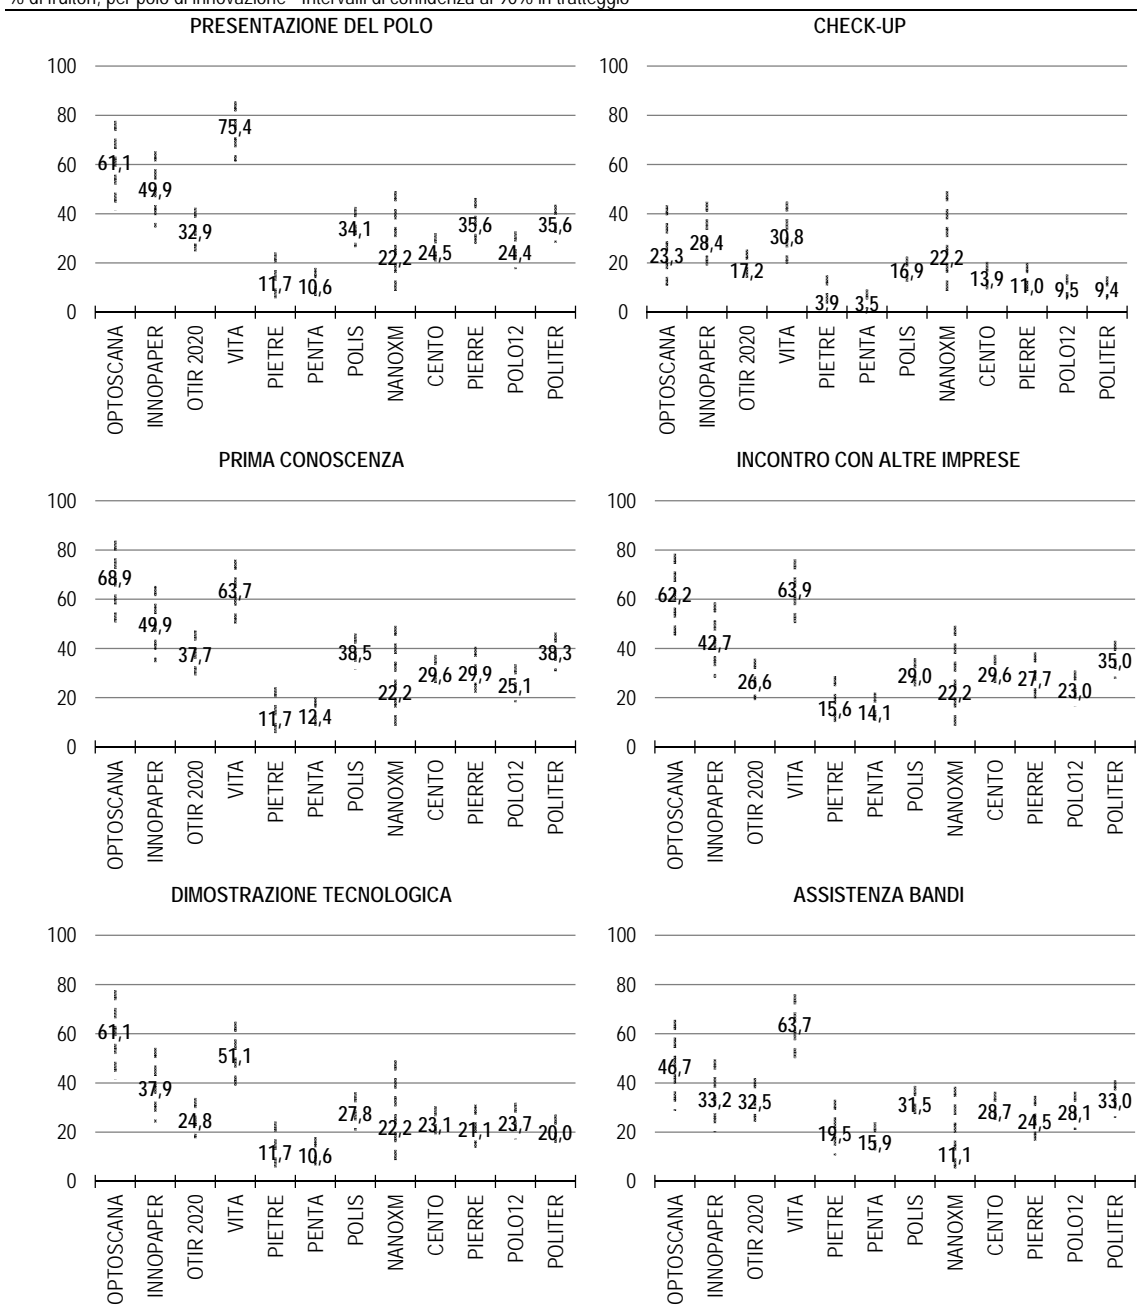 % di fruitori, per polo di innovazione - Intervalli di confidenza al 90% in tratteggio
PRESENTAZIONE DEL POLO
100
80
60
40
20
0
61,1
49,9
32,9
75,4
11,7
10,6
34,1
22,2
24,5
35,6
24,4
35,6
OPTOSCANA
INNOPAPER
OTIR 2020
VITA
PIETRE
PENTA
POLIS
NANOXM
CENTO
PIERRE
POLO12
POLITER
CHECK-UP
100
80
60
40
20
0
23,3
28,4
17,2
30,8
3,9
3,5
16,9
22,2
13,9
11,0
9,5
9,4
OPTOSCANA
INNOPAPER
OTIR 2020
VITA
PIETRE
PENTA
POLIS
NANOXM
CENTO
PIERRE
POLO12
POLITER
PRIMA CONOSCENZA
100
80
60
40
20
0
68,9
49,9
37,7
63,7
11,7
12,4
38,5
22,2
29,6
29,9
25,1
38,3
OPTOSCANA
INNOPAPER
OTIR 2020
VITA
PIETRE
PENTA
POLIS
NANOXM
CENTO
PIERRE
POLO12
POLITER
INCONTRO CON ALTRE IMPRESE
100
80
60
40
20
0
62,2
42,7
26,6
63,9
15,6
14,1
29,0
22,2
29,6
27,7
23,0
35,0
OPTOSCANA
INNOPAPER
OTIR 2020
VITA
PIETRE
PENTA
POLIS
NANOXM
CENTO
PIERRE
POLO12
POLITER
DIMOSTRAZIONE TECNOLOGICA
100
80
60
40
20
0
61,1
37,9
24,8
51,1
11,7
10,6
27,8
22,2
23,1
21,1
23,7
20,0
OPTOSCANA
INNOPAPER
OTIR 2020
VITA
PIETRE
PENTA
POLIS
NANOXM
CENTO
PIERRE
POLO12
POLITER
ASSISTENZA BANDI
100
80
60
40
20
0
46,7
33,2
32,5
63,7
19,5
15,9
31,5
11,1
28,7
24,5
28,1
33,0
OPTOSCANA
INNOPAPER
OTIR 2020
VITA
PIETRE
PENTA
POLIS
NANOXM
CENTO
PIERRE
POLO12
POLITER